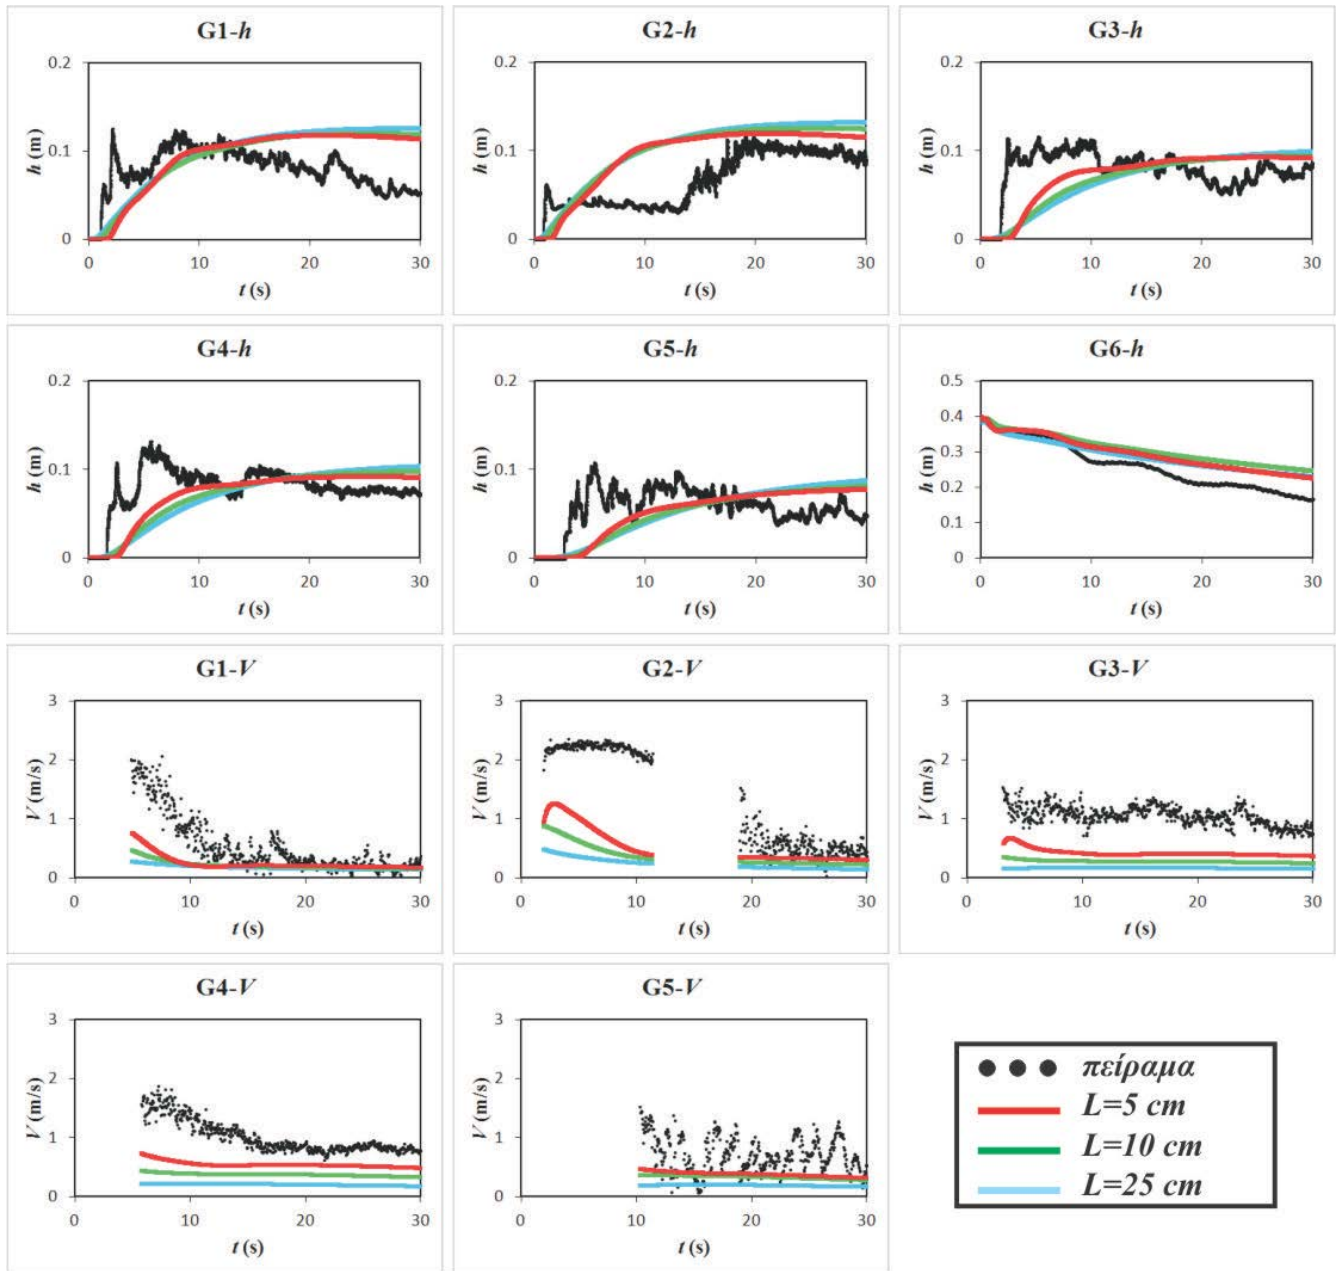 G1-h
h (m)
0.2
0.1
0
0 10 20 30
t (s)
G2-h
h (m)
0.2
0.1
0
0 10 20 30
t (s)
G3-h
h (m)
0.2
0.1
0
0 10 20 30
t (s)
G4-h
h (m)
0.2
0.1
0
0 10 20 30
t (s)
G5-h
h (m)
0.2
0.1
0
0 10 20 30
t (s)
G6-h
h (m)
0.5
0.4
0.3
0.2
0.1
0
0 10 20 30
t (s)
G1-V
V (m/s)
3
2
1
0
0 10 20 30
t (s)
G2-V
V (m/s)
3
2
1
0
0 10 20 30
t (s)
G3-V
V (m/s)
3
2
1
0
0 10 20 30
t (s)
G4-V
V (m/s)
3
2
1
0
0 10 20 30
t (s)
G5-V
V (m/s)
3
2
1
0
0 10 20 30
t (s)
πείραμα
L=5 cm
L=10 cm
L=25 cm